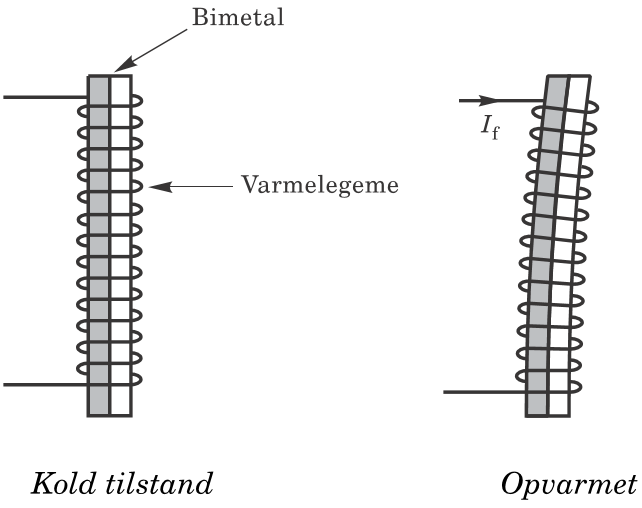 Bimetal
I_f
Varmelegeme
Kold tilstand
Opvarmet